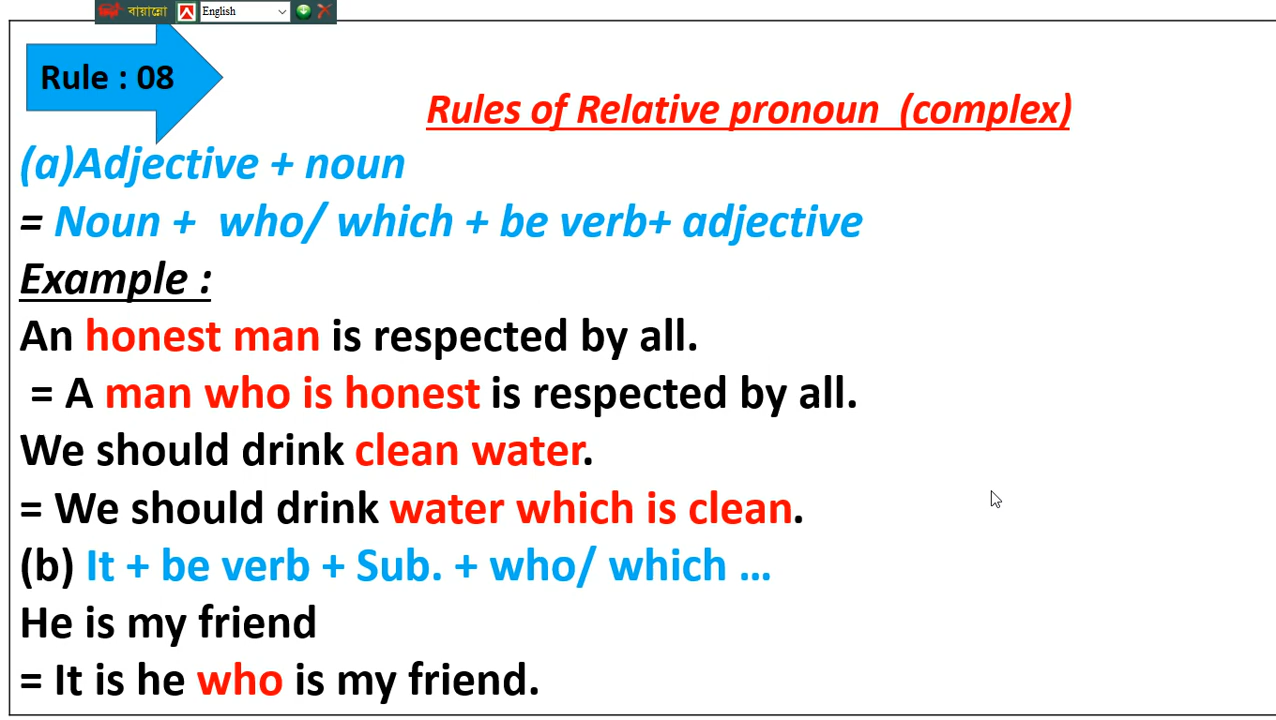 বায়ান্নো English
Rule : 08
Rules of Relative pronoun (complex)
(a)Adjective + noun
= Noun + who/ which + be verb+ adjective
Example :
An honest man is respected by all.
= A man who is honest is respected by all.
We should drink clean water.
= We should drink water which is clean.
(b) It + be verb + Sub. + who/ which ...
He is my friend
= It is he who is my friend.